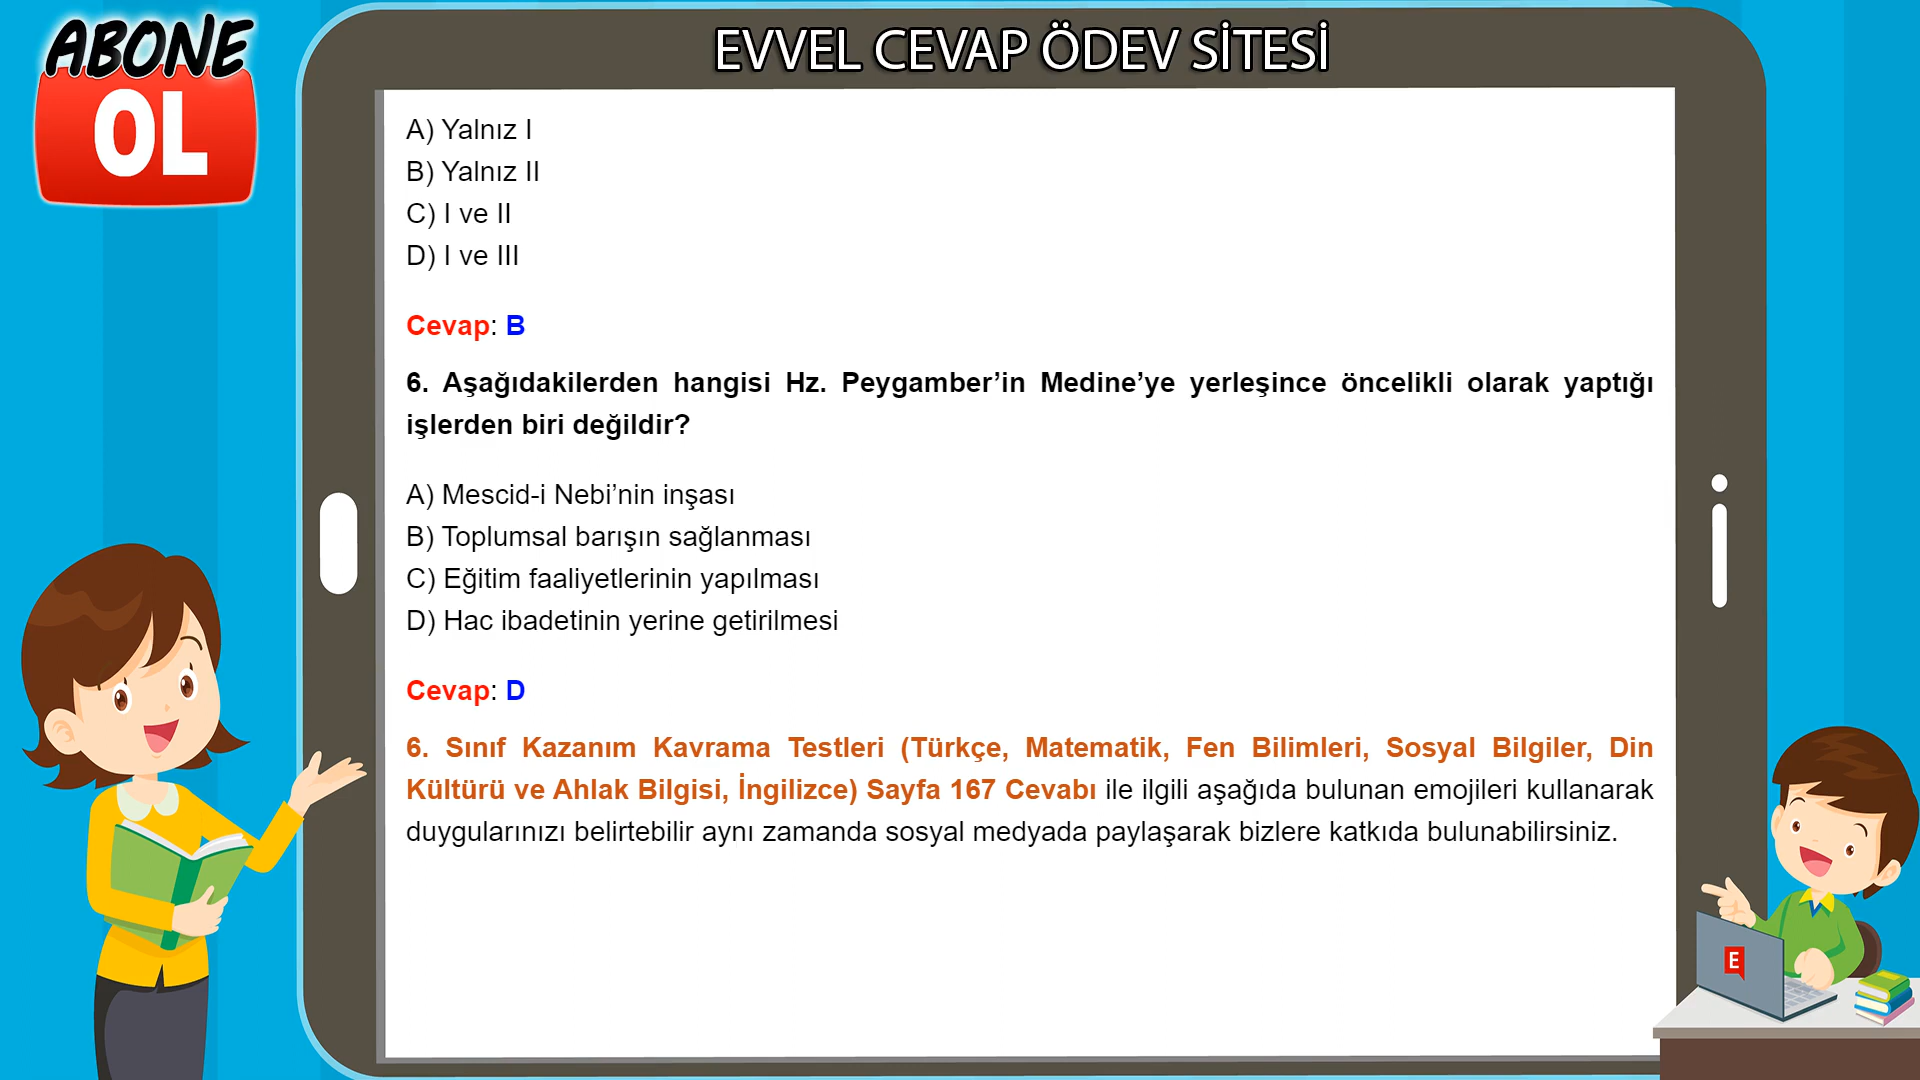 ABONE
OL
EVVEL CEVAP ÖDEV SİTESİ
A) Yalnız I
B) Yalnız II
C) I ve II
D) I ve III
Cevap: B
6. Aşağıdakilerden hangisi Hz. Peygamber’in Medine’ye yerleşince öncelikli olarak yaptığı
işlerden biri değildir?
A) Mescid-i Nebi’nin inşası
B) Toplumsal barışın sağlanması
C) Eğitim faaliyetlerinin yapılması
D) Hac ibadetinin yerine getirilmesi
Cevap: D
6. Sınıf Kazanım Kavrama Testleri (Türkçe, Matematik, Fen Bilimleri, Sosyal Bilgiler, Din
Kültürü ve Ahlak Bilgisi, İngilizce) Sayfa 167 Cevabı ile ilgili aşağıda bulunan emojileri kullanarak
duygularınızı belirtebilir aynı zamanda sosyal medyada paylaşarak bizlere katkıda bulunabilirsiniz.
E